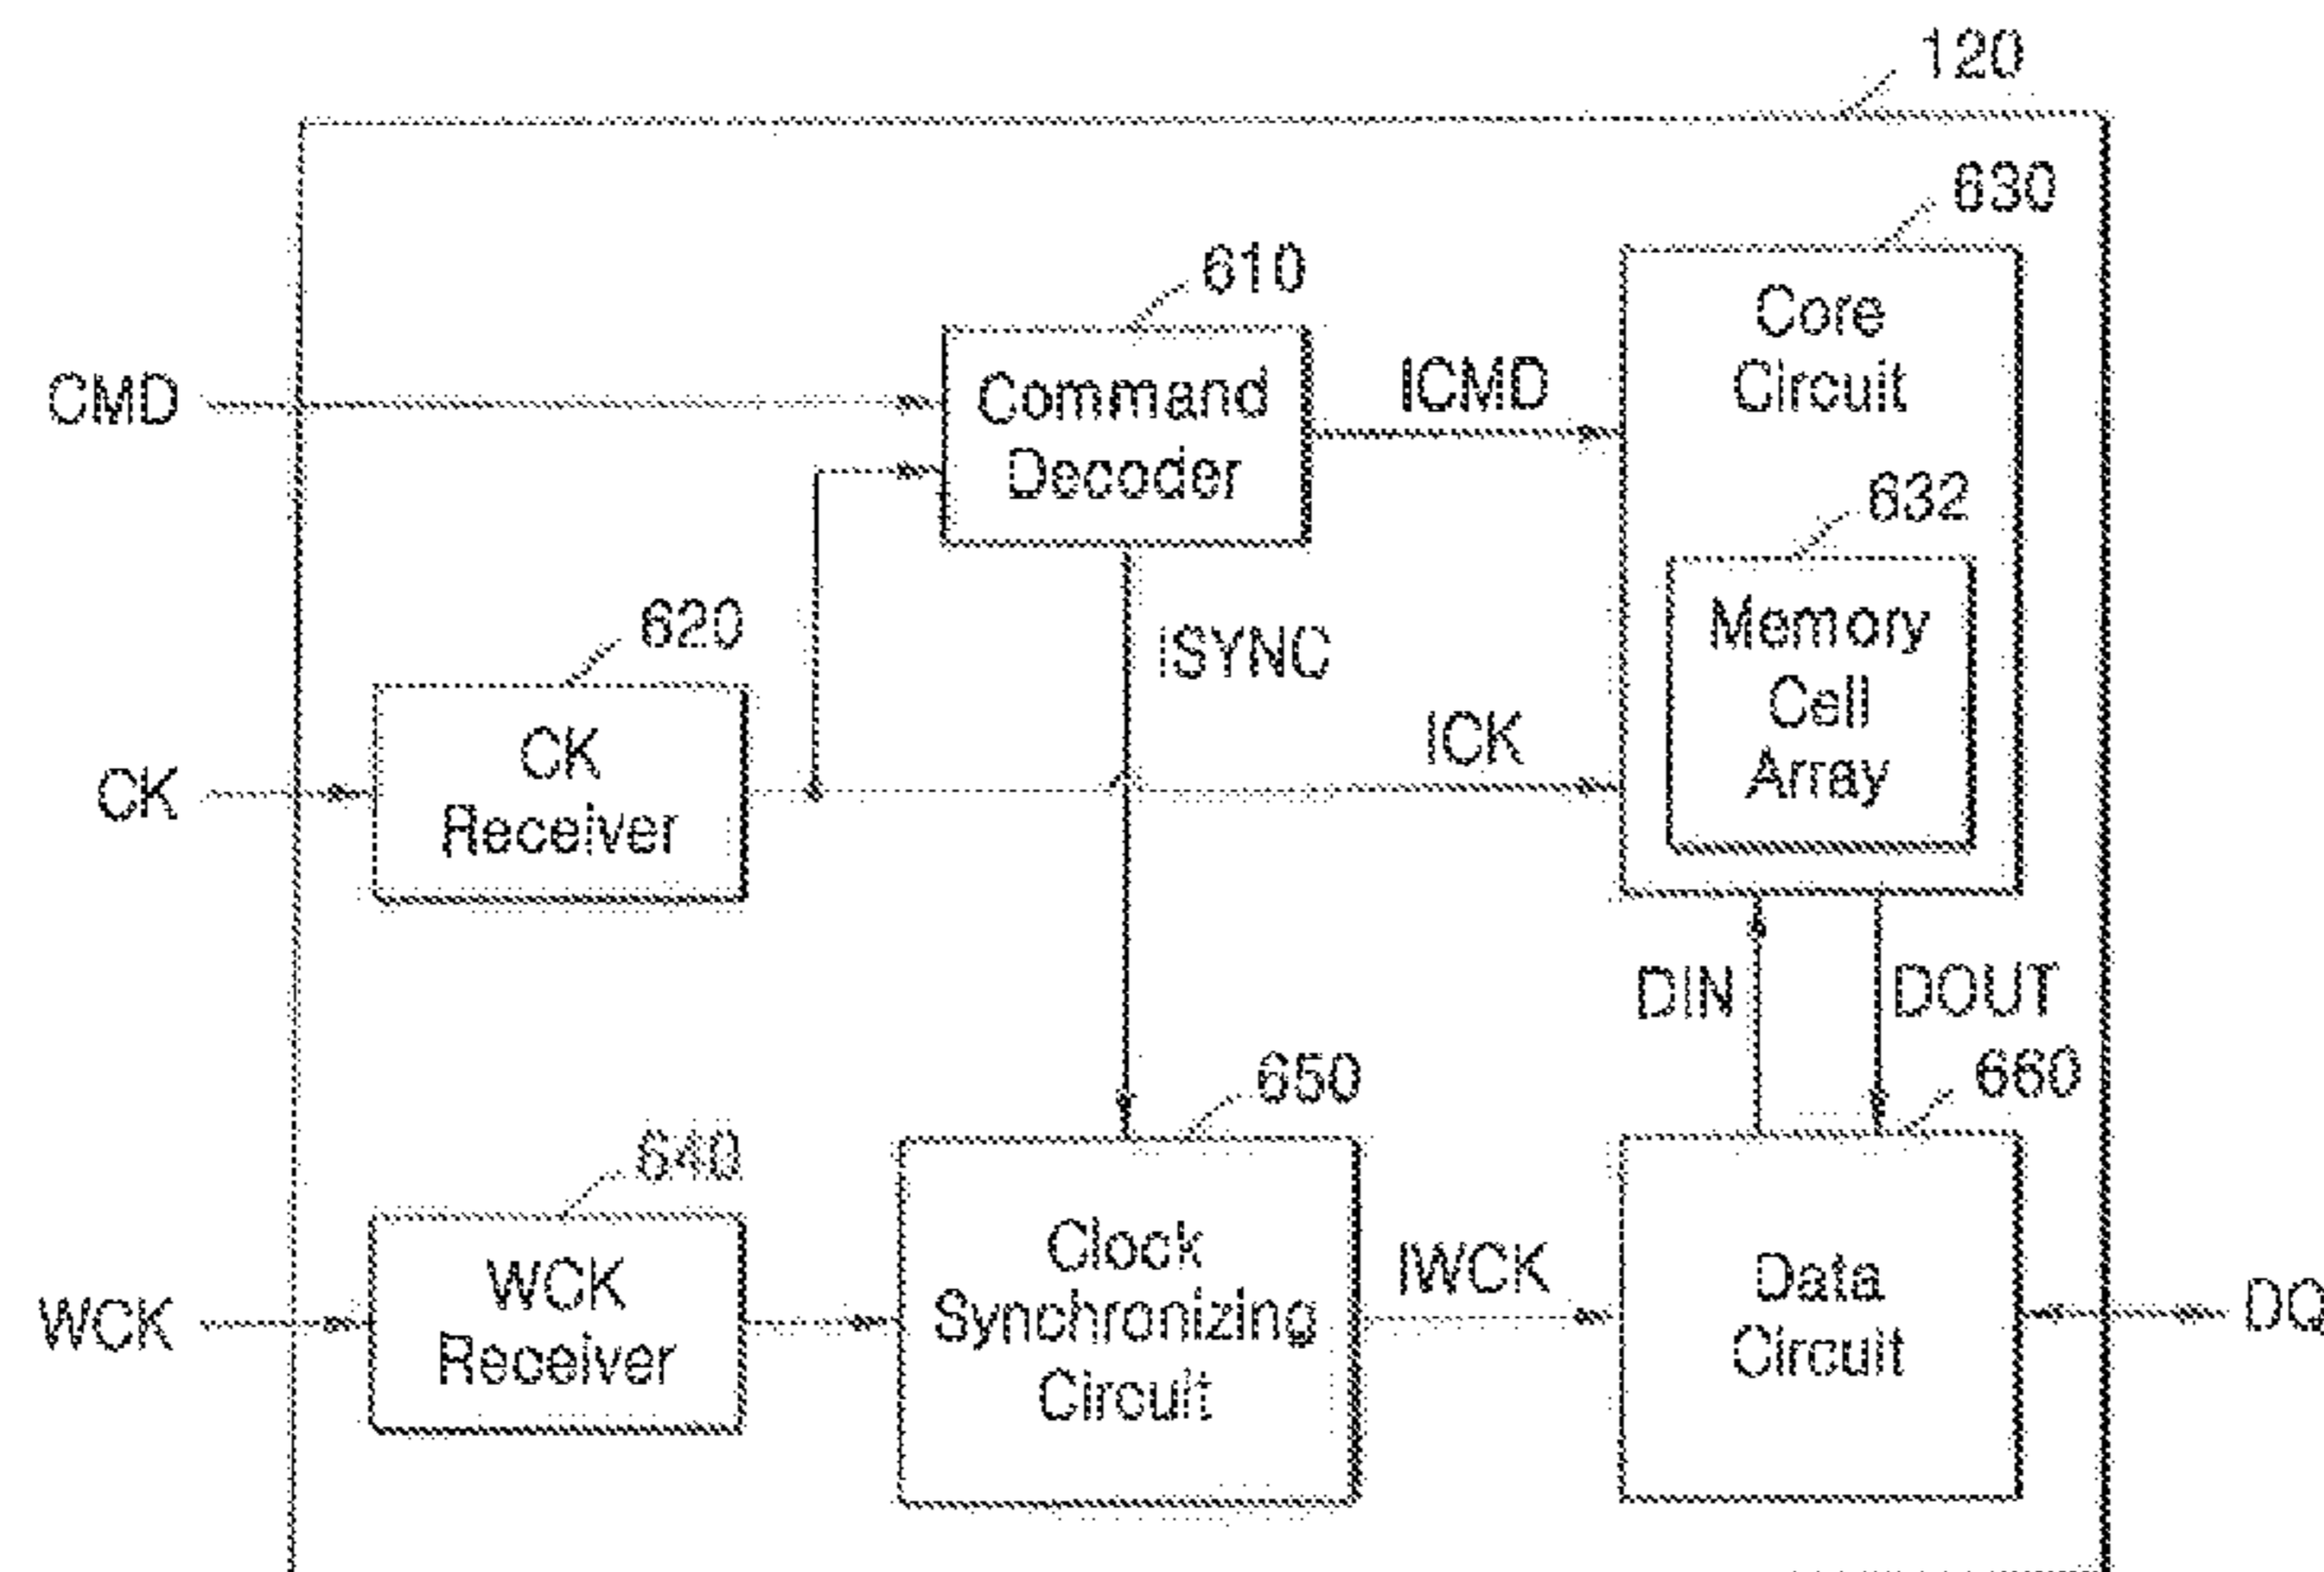 120
630
610
Core
Circuit
CMD
Command
Decoder
ICMD
632
Memory
Cell
Array
620
ISYNC
CK
CK
Receiver
ICK
DIN
DOUT
650
660
640
WCK
WCK
Receiver
Clock
Synchronizing
Circuit
IWCK
Data
Circuit
DQ